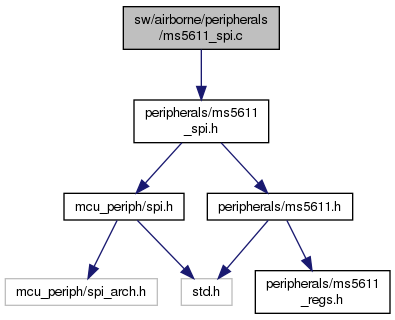 sw/airborne/peripherals
/ms5611_spi.c
peripherals/ms5611
_spi.h
mcu_periph/spi.h
peripherals/ms5611.h
mcu_periph/spi_arch.h
std.h
peripherals/ms5611
_regs.h